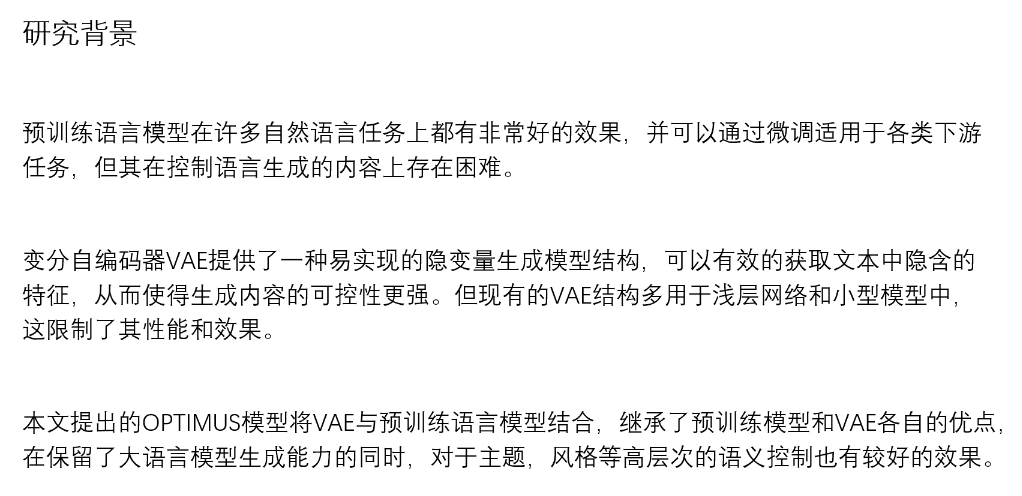 研究背景
预训练语言模型在许多自然语言任务上都有非常好的效果，并可以通过微调适用于各类下游
任务，但其在控制语言生成的内容上存在困难。
变分自编码器VAE提供了一种易实现的隐变量生成模型结构，可以有效的获取文本中隐含的
特征，从而使得生成内容的可控性更强。但现有的VAE结构多用于浅层网络和小型模型中，
这限制了其性能和效果。
本文提出的OPTIMUS模型将VAE与预训练语言模型结合，继承了预训练模型和VAE各自的优点，
在保留了大语言模型生成能力的同时，对于主题，风格等高层次的语义控制也有较好的效果。